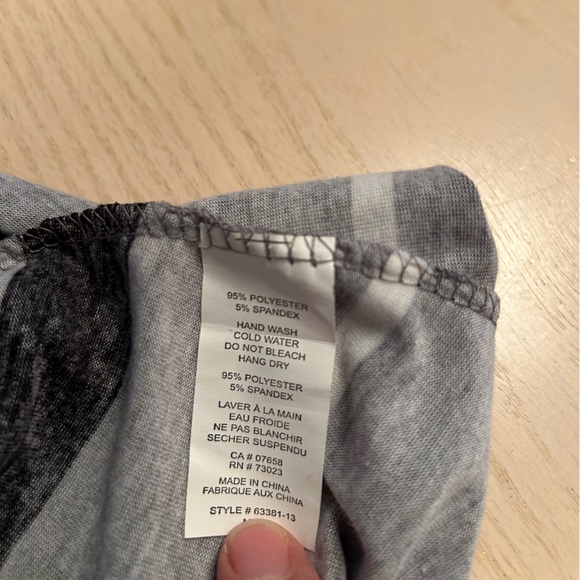 95% POLYESTER
5% SPANDEX
HAND WASH
COLD WATER
DO NOT BLEACH
HANG DRY
95% POLYESTER
5% SPANDEX
LAVER À LA MAIN
EAU FROIDE
NE PAS BLANCHIR
SECHER SUSPENDU
CA # 07658
RN # 73023
MADE IN CHINA
FABRIQUE AUX CHINA
STYLE # 63381-13